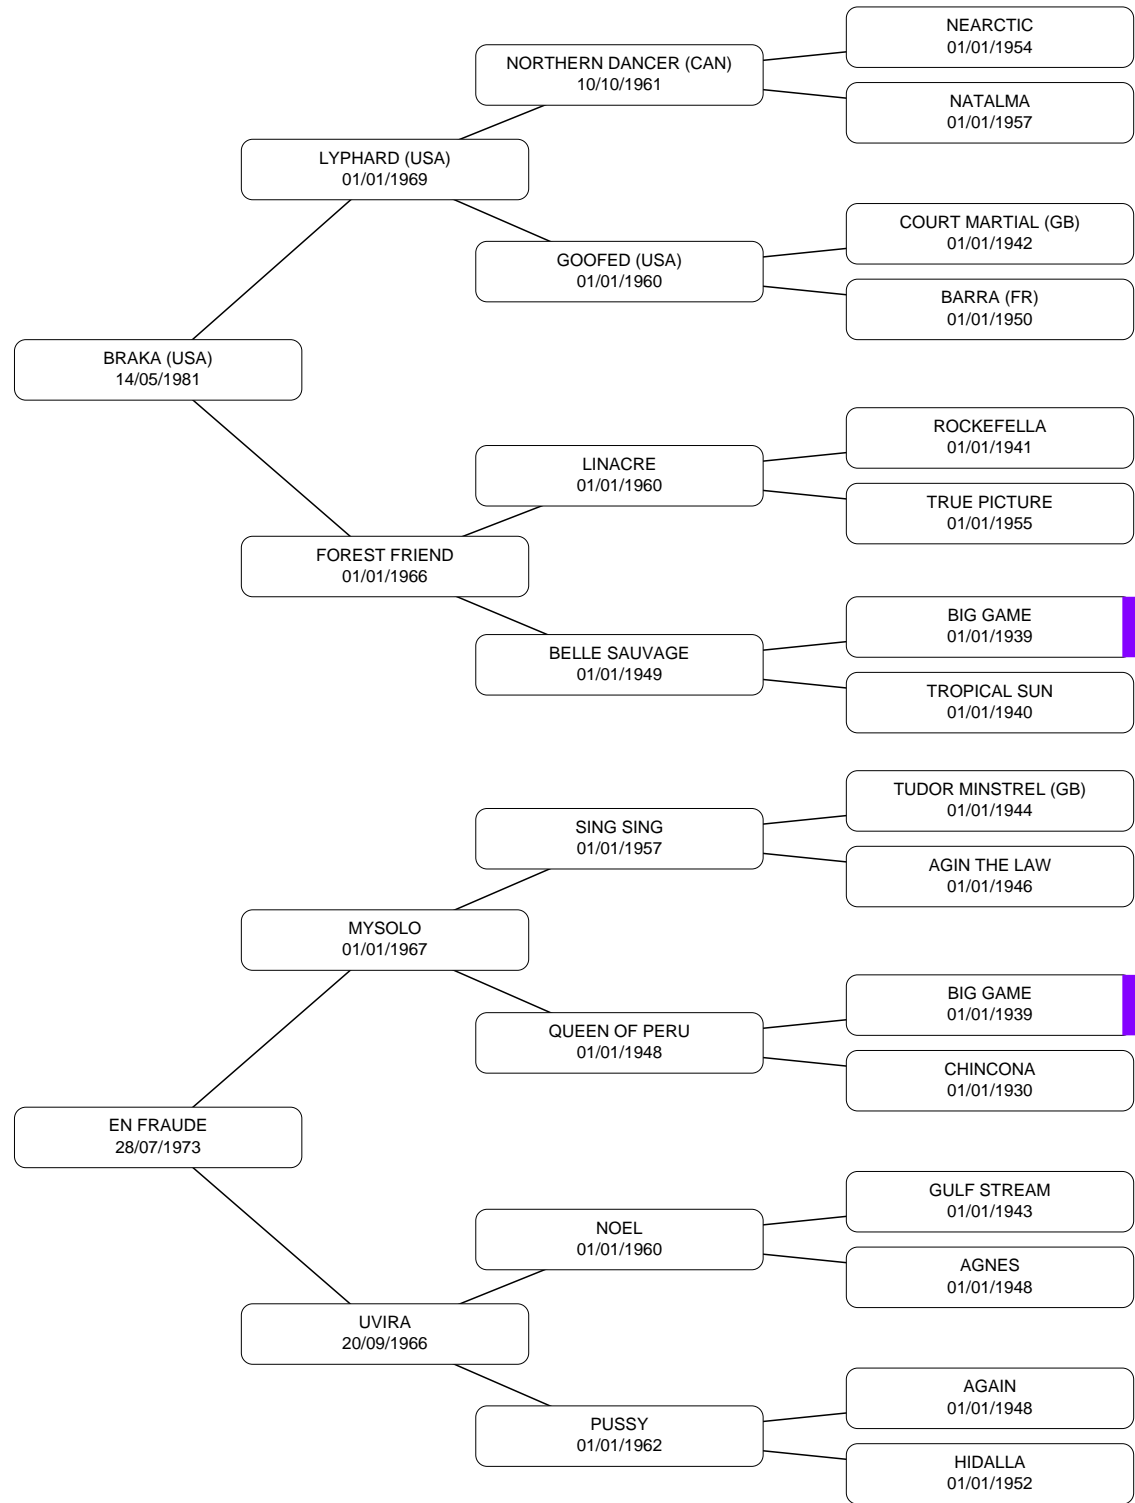 NEARCTIC
01/01/1954
NORTHERN DANCER (CAN)
10/10/1961
NATALMA
01/01/1957
LYPHARD (USA)
01/01/1969
COURT MARTIAL (GB)
01/01/1942
GOOFED (USA)
01/01/1960
BARRA (FR)
01/01/1950
BRAKA (USA)
14/05/1981
ROCKEFELLA
01/01/1941
LINACRE
01/01/1960
TRUE PICTURE
01/01/1955
FOREST FRIEND
01/01/1966
BIG GAME
01/01/1939
BELLE SAUVAGE
01/01/1949
TROPICAL SUN
01/01/1940
TUDOR MINSTREL (GB)
01/01/1944
SING SING
01/01/1957
AGIN THE LAW
01/01/1946
MYSOLO
01/01/1967
BIG GAME
01/01/1939
QUEEN OF PERU
01/01/1948
CHINCONA
01/01/1930
EN FRAUDE
28/07/1973
GULF STREAM
01/01/1943
NOEL
01/01/1960
AGNES
01/01/1948
UVIRA
20/09/1966
AGAIN
01/01/1948
PUSSY
01/01/1962
HIDALLA
01/01/1952